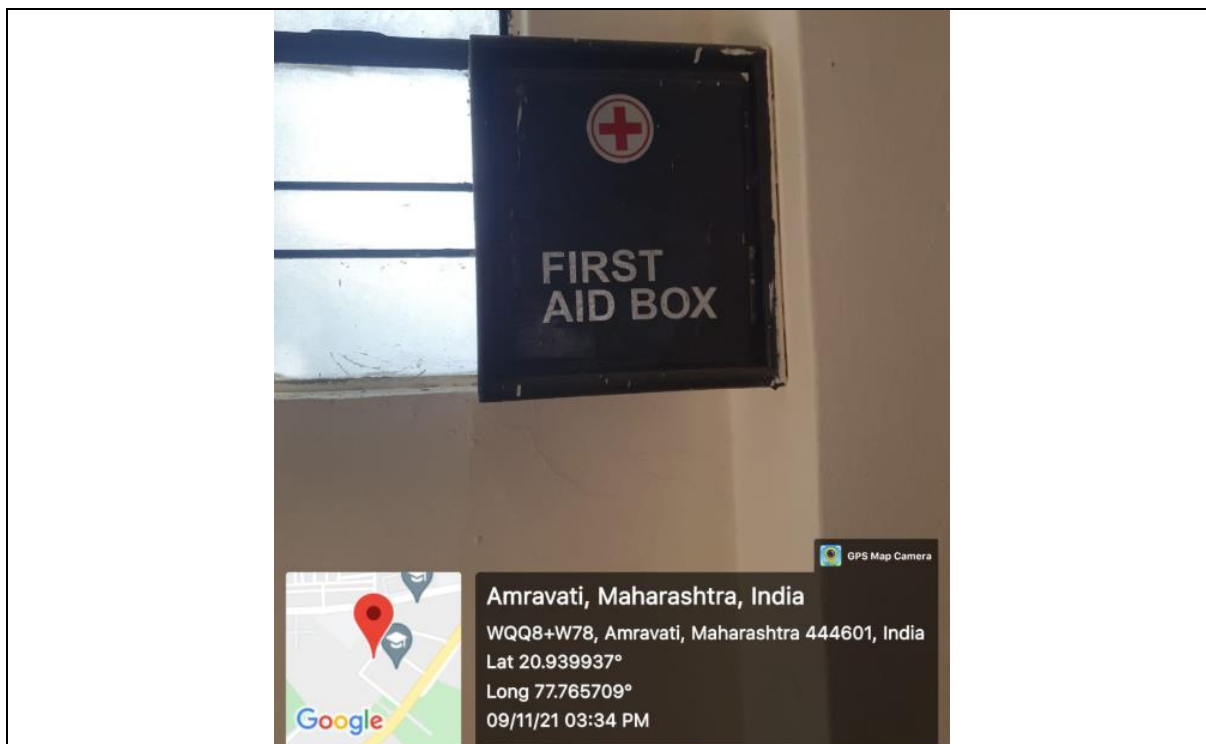 FIRST
AID BOX
GPS Map Camera
Amravati, Maharashtra, India
WQQ8+W78, Amravati, Maharashtra 444601, India
Lat 20.939937°
Long 77.765709°
09/11/21 03:34 PM
Google